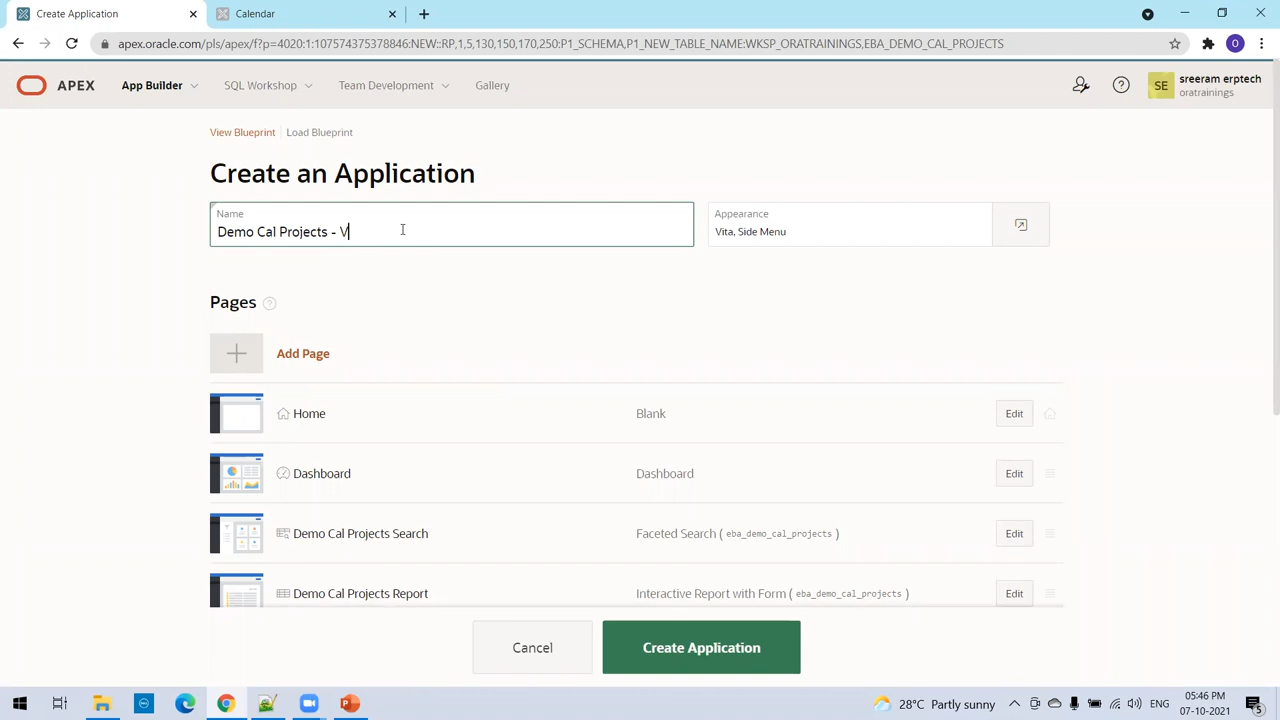 Create Application
Calendar
apex.oracle.com/pls/apex/f?p=4020:1:107574375378846:NEW::RP,1,5,130,131,170,250:P1_SCHEMA,P1_NEW_TABLE_NAME:WKSP_ORATRAININGS,EBA_DEMO_CAL_PROJECTS
O
APEX App Builder SQL Workshop Team Development Gallery
SE sreeram erptech
oratrainings
View Blueprint Load Blueprint
Create an Application
Name
Demo Cal Projects - V
Appearance
Vita, Side Menu
Pages ?
Add Page
Home Blank Edit
Dashboard Dashboard Edit
Demo Cal Projects Search Faceted Search ( eba_demo_cal_projects ) Edit
Demo Cal Projects Report Interactive Report with Form ( eba_demo_cal_projects ) Edit
Cancel Create Application
28°C Partly sunny ENG
05:46 PM
07-10-2021
5